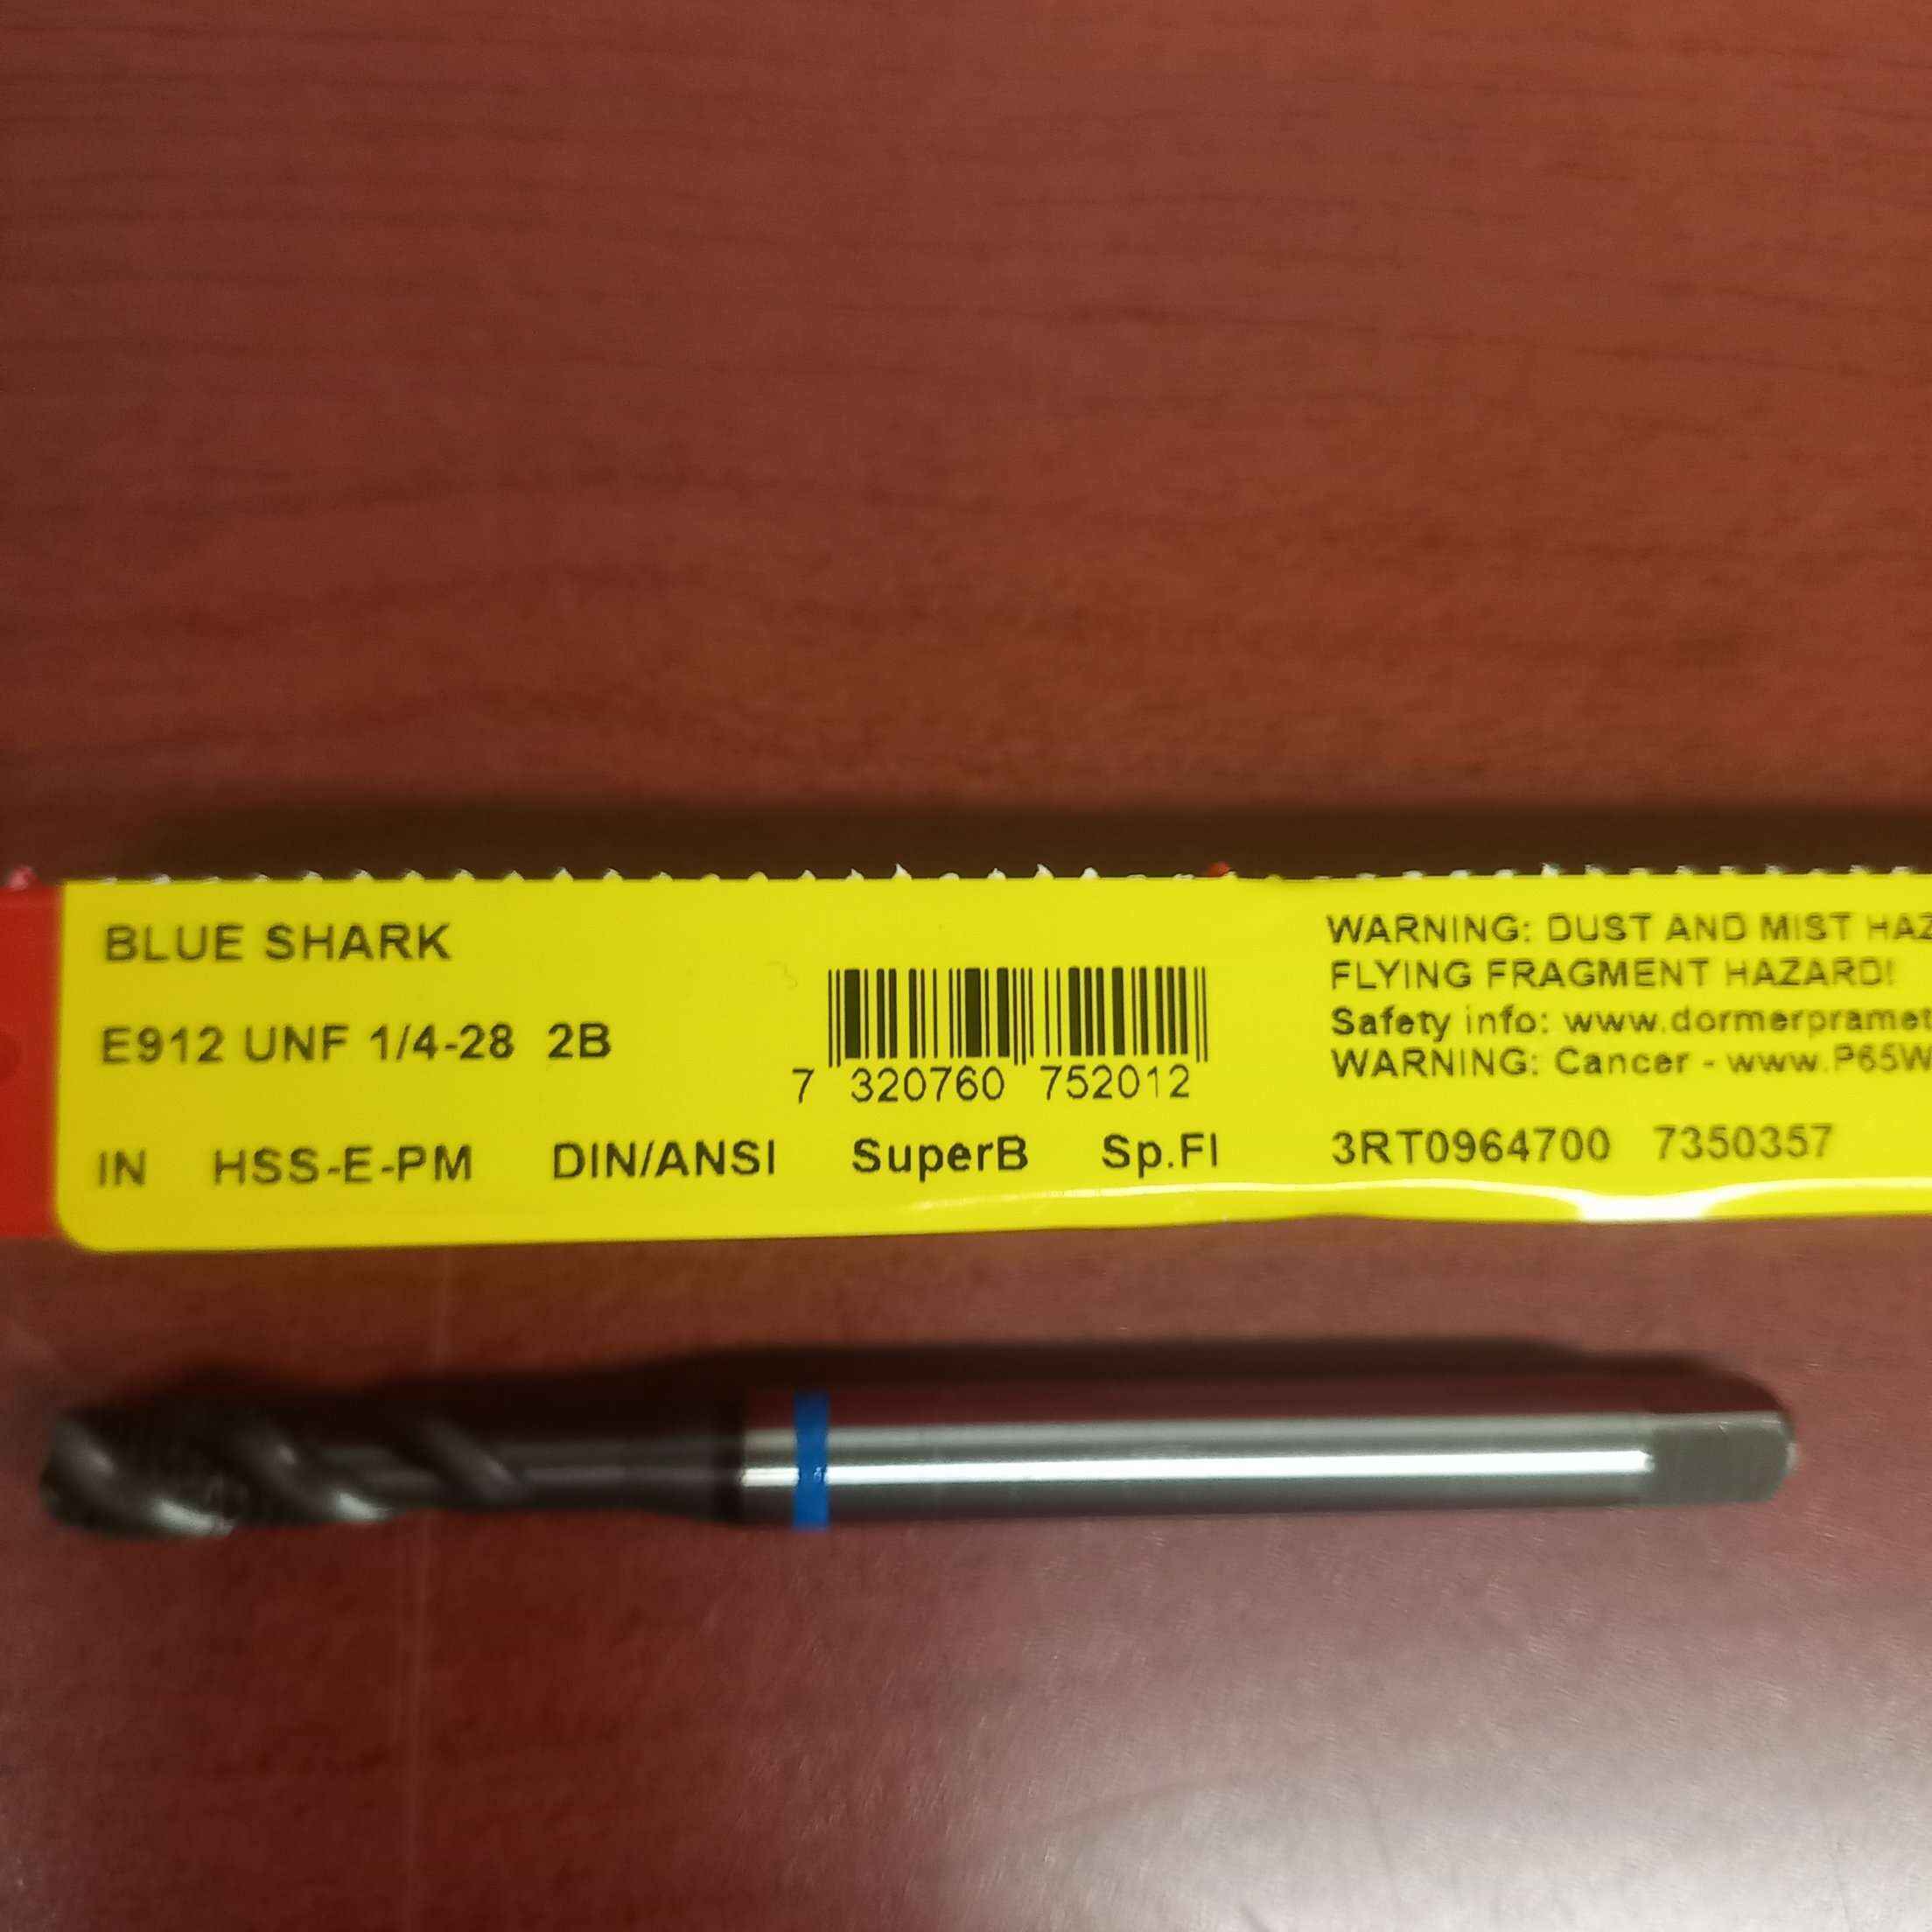 BLUE SHARK
E912 UNF 1/4-28 2B
7 320760 752012
IN HSS-E-PM DIN/ANSI SuperB Sp.Fl
WARNING: DUST AND MIST HAZ
FLYING FRAGMENT HAZARD!
Safety info: www.dormerpramet
WARNING: Cancer - www.P65W
3RT0964700 7350357